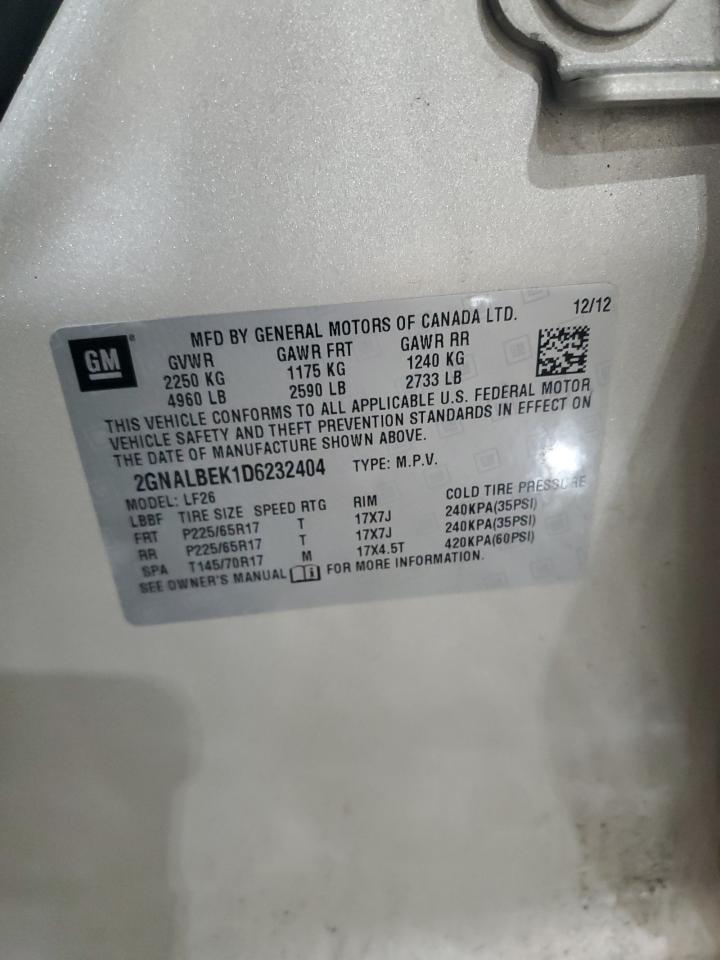 GM
MFD BY GENERAL MOTORS OF CANADA LTD. 12/12
GVWR GAWR FRT GAWR RR
2250 KG 1175 KG 1240 KG
4960 LB 2590 LB 2733 LB
THIS VEHICLE CONFORMS TO ALL APPLICABLE U.S. FEDERAL MOTOR
VEHICLE SAFETY AND THEFT PREVENTION STANDARDS IN EFFECT ON
THE DATE OF MANUFACTURE SHOWN ABOVE.
2GNALBEK1D6232404 TYPE: M.P.V.
MODEL: LF26
LBBF TIRE SIZE SPEED RTG RIM COLD TIRE PRESSURE
FRT P225/65R17 T 17X7J 240KPA(35PSI)
RR P225/65R17 T 17X7J 240KPA(35PSI)
SPA T145/70R17 M 17X4.5T 420KPA(60PSI)
SEE OWNER'S MANUAL FOR MORE INFORMATION.